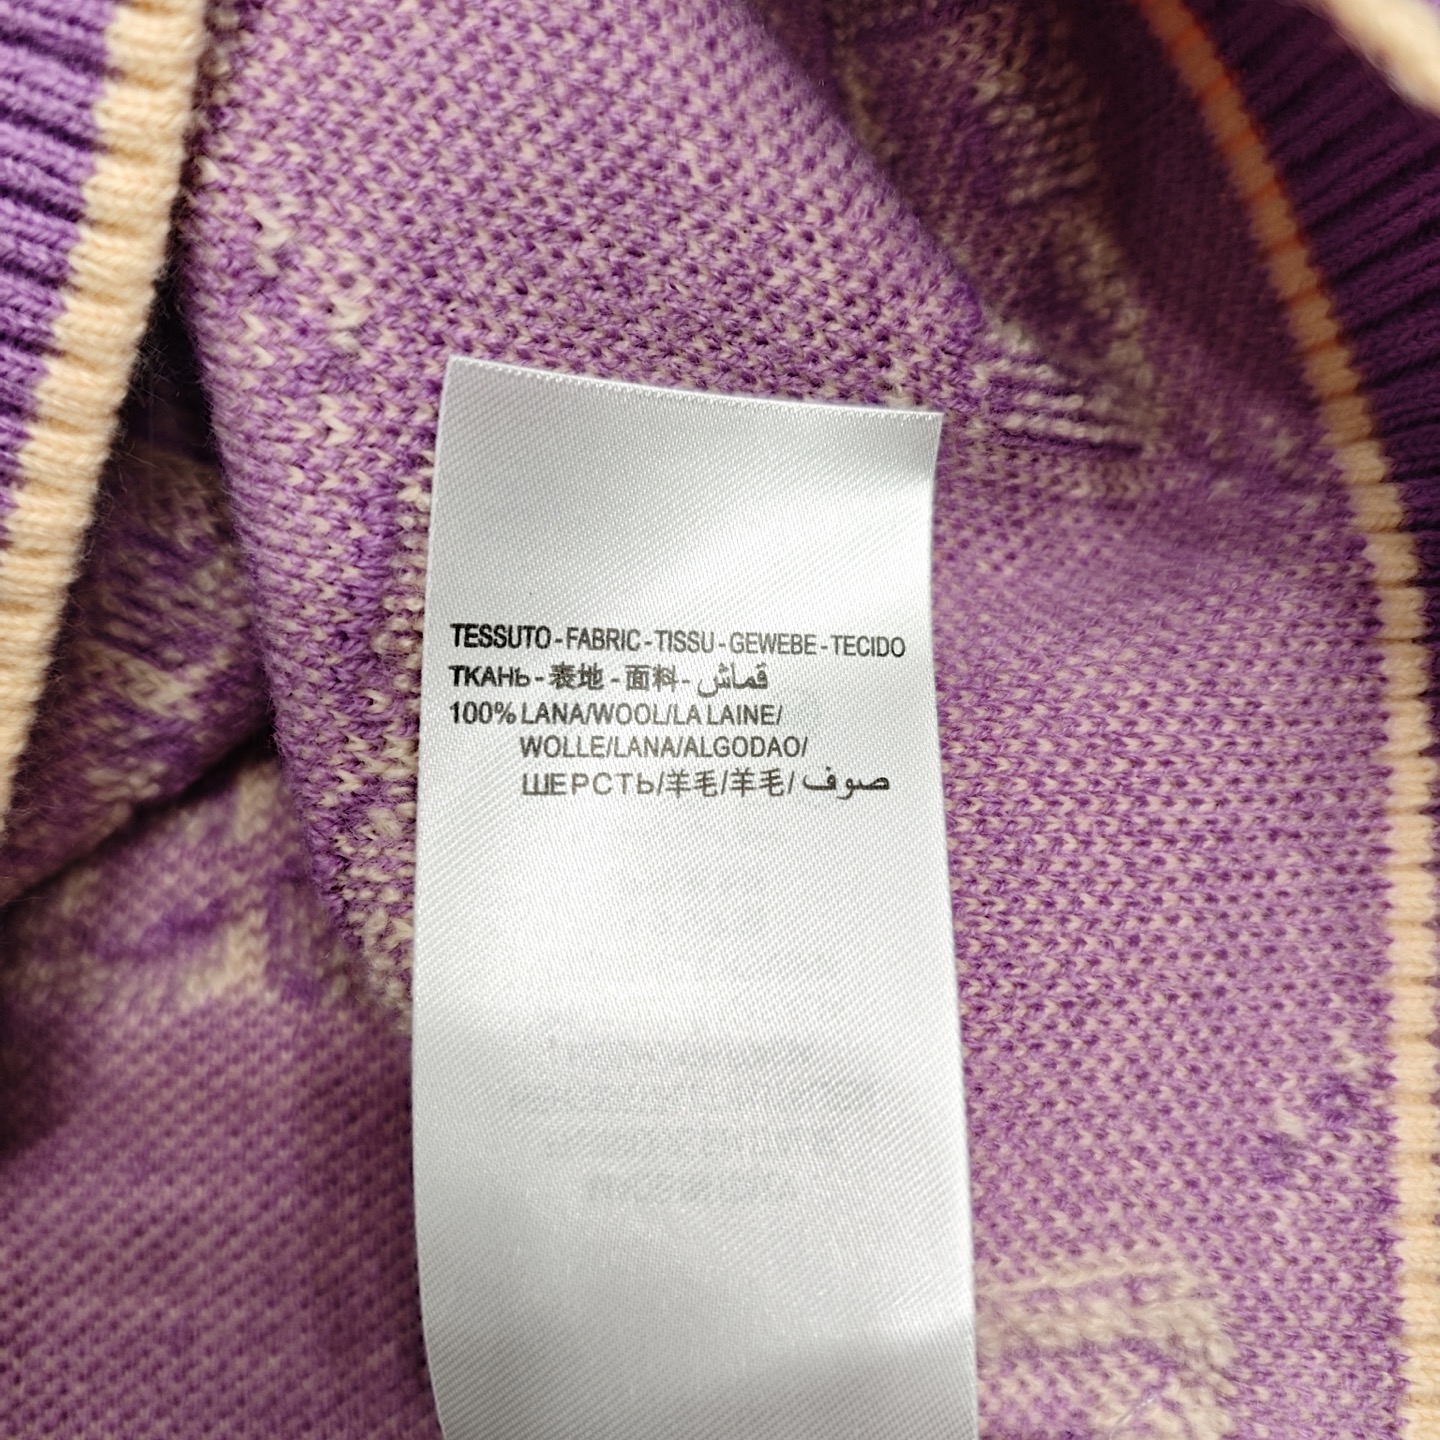 TESSUTO - FABRIC - TISSU - GEWEBE - TECIDO
ТКАНЬ - 表地 - 面料 - قماش
100% LANA/WOOL/LA LAINE/
WOLLE/LANA/ALGODAO/
ШЕРСТЬ/羊毛/羊毛/ صوف